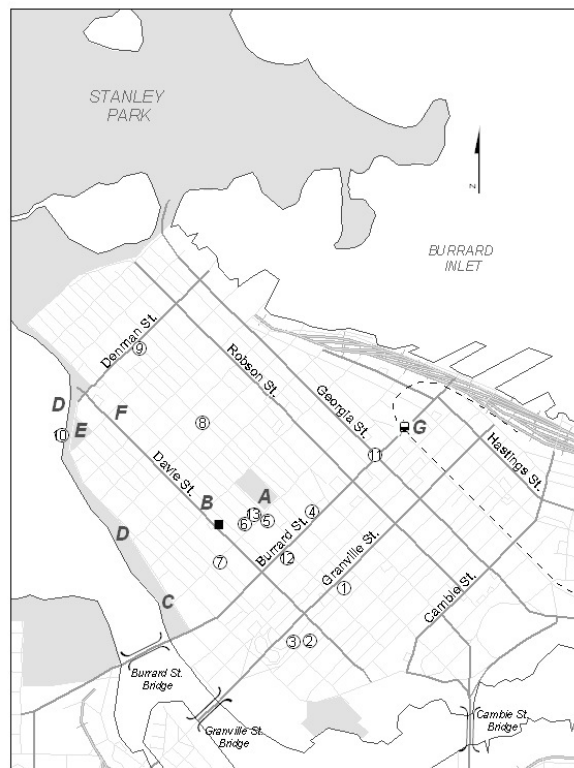 STANLEY
PARK
N
BURRARD
INLET
Denman St.
9
Robson St.
Georgia St.
D
F
10
E
8
G
Hastings St.
11
Davie St.
A
B
13
6
5
4
D
Burrard St.
12
7
Granville St.
1
Cambie St.
C
3
2
Burrard St.
Bridge
Granville St.
Bridge
Cambie St.
Bridge